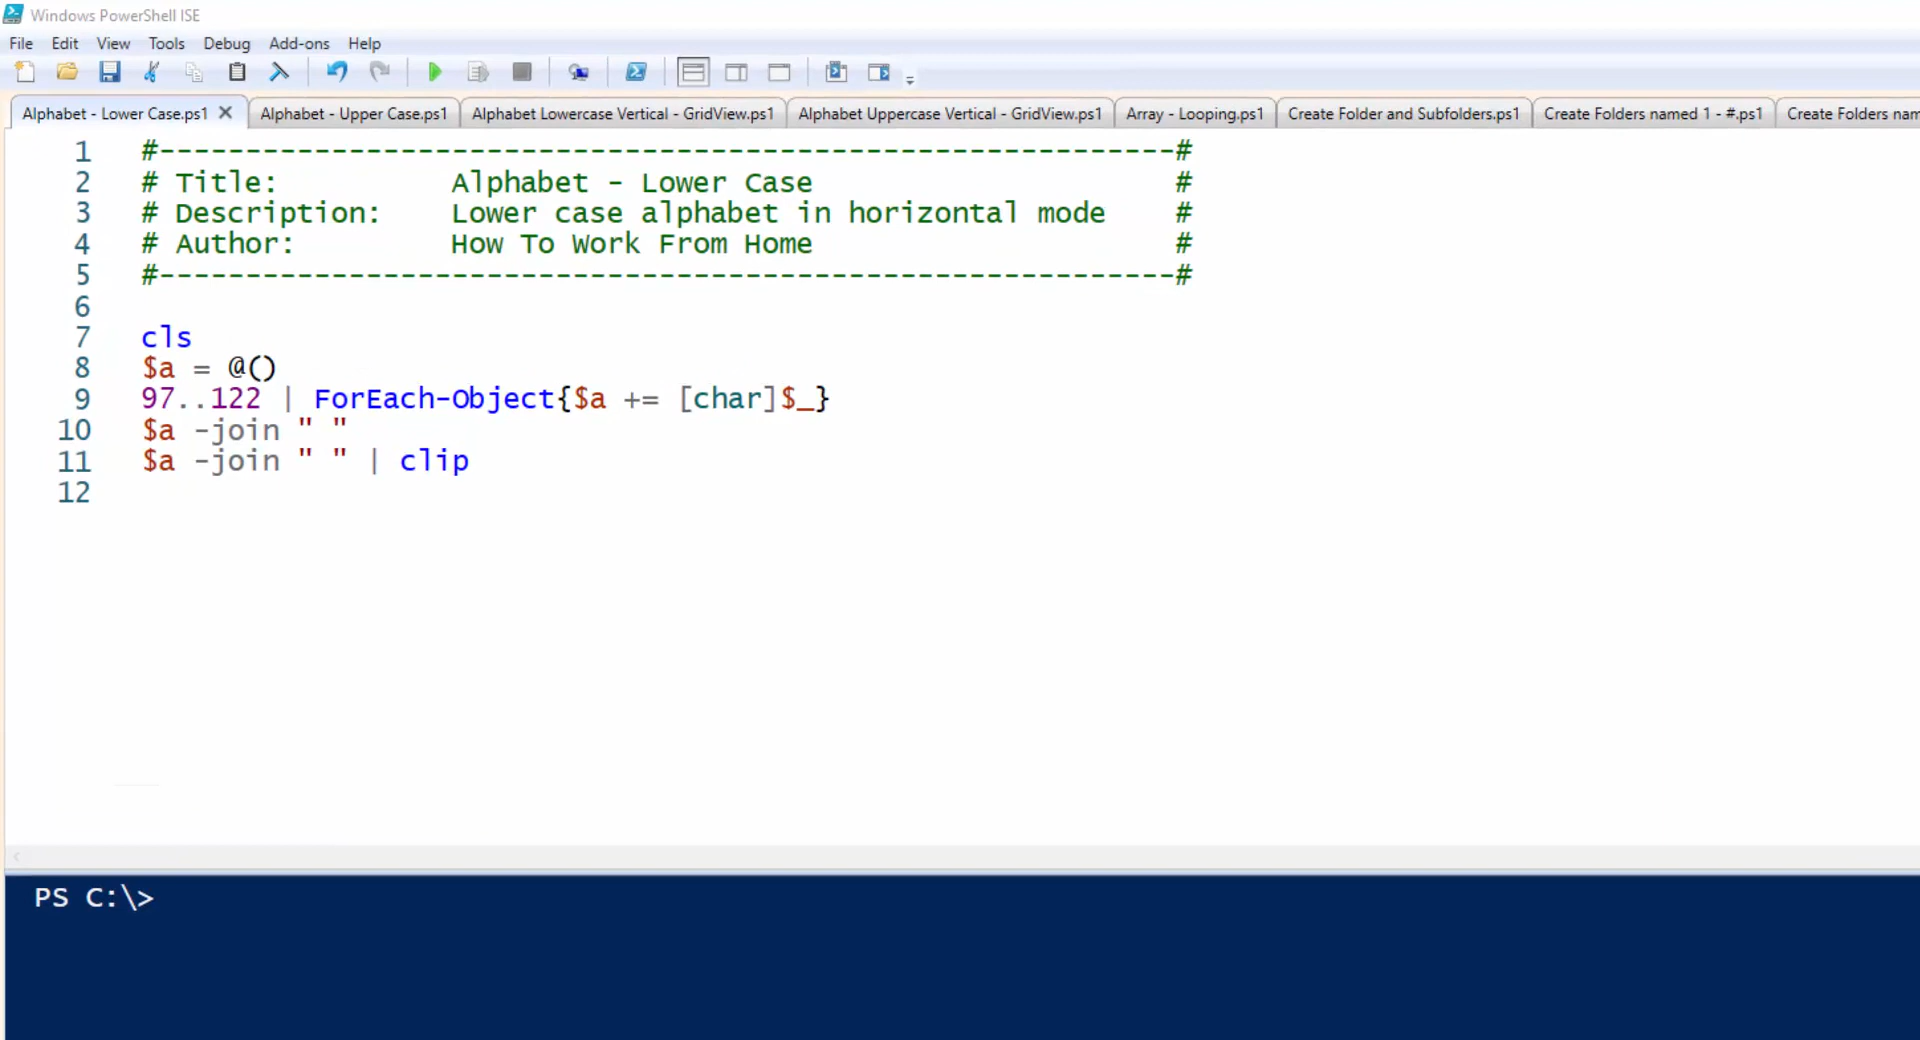 Windows PowerShell ISE
File Edit View Tools Debug Add-ons Help
Alphabet - Lower Case.ps1 Alphabet - Upper Case.ps1 Alphabet Lowercase Vertical - GridView.ps1 Alphabet Uppercase Vertical - GridView.ps1 Array - Looping.ps1 Create Folder and Subfolders.ps1 Create Folders named 1 - #.ps1 Create Folders nam
1 #-----------------------------------------------------------#
2 # Title: Alphabet - Lower Case #
3 # Description: Lower case alphabet in horizontal mode #
4 # Author: How To Work From Home #
5 #-----------------------------------------------------------#
6
7 cls
8 $a = @()
9 97..122 | ForEach-Object{$a += [char]$_}
10 $a -join " "
11 $a -join " " | clip
12
PS C:\>